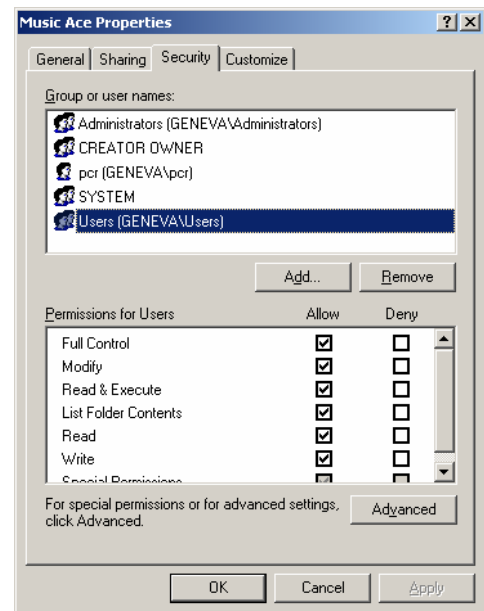 Music Ace Properties
General Sharing Security Customize
Group or user names:
Administrators (GENEVA\Administrators)
CREATOR OWNER
pcr (GENEVA\pcr)
SYSTEM
Users (GENEVA\Users)
Add... Remove
Permissions for Users Allow Deny
Full Control
Modify
Read & Execute
List Folder Contents
Read
Write
Special Permissions
For special permissions or for advanced settings, Advanced
click Advanced.
OK Cancel Apply